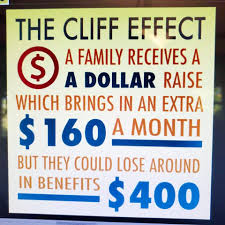 THE CLIFF EFFECT
$ A FAMILY RECEIVES A
A DOLLAR RAISE
WHICH BRINGS IN AN EXTRA
$160 A MONTH
BUT THEY COULD LOSE AROUND
IN BENEFITS $400